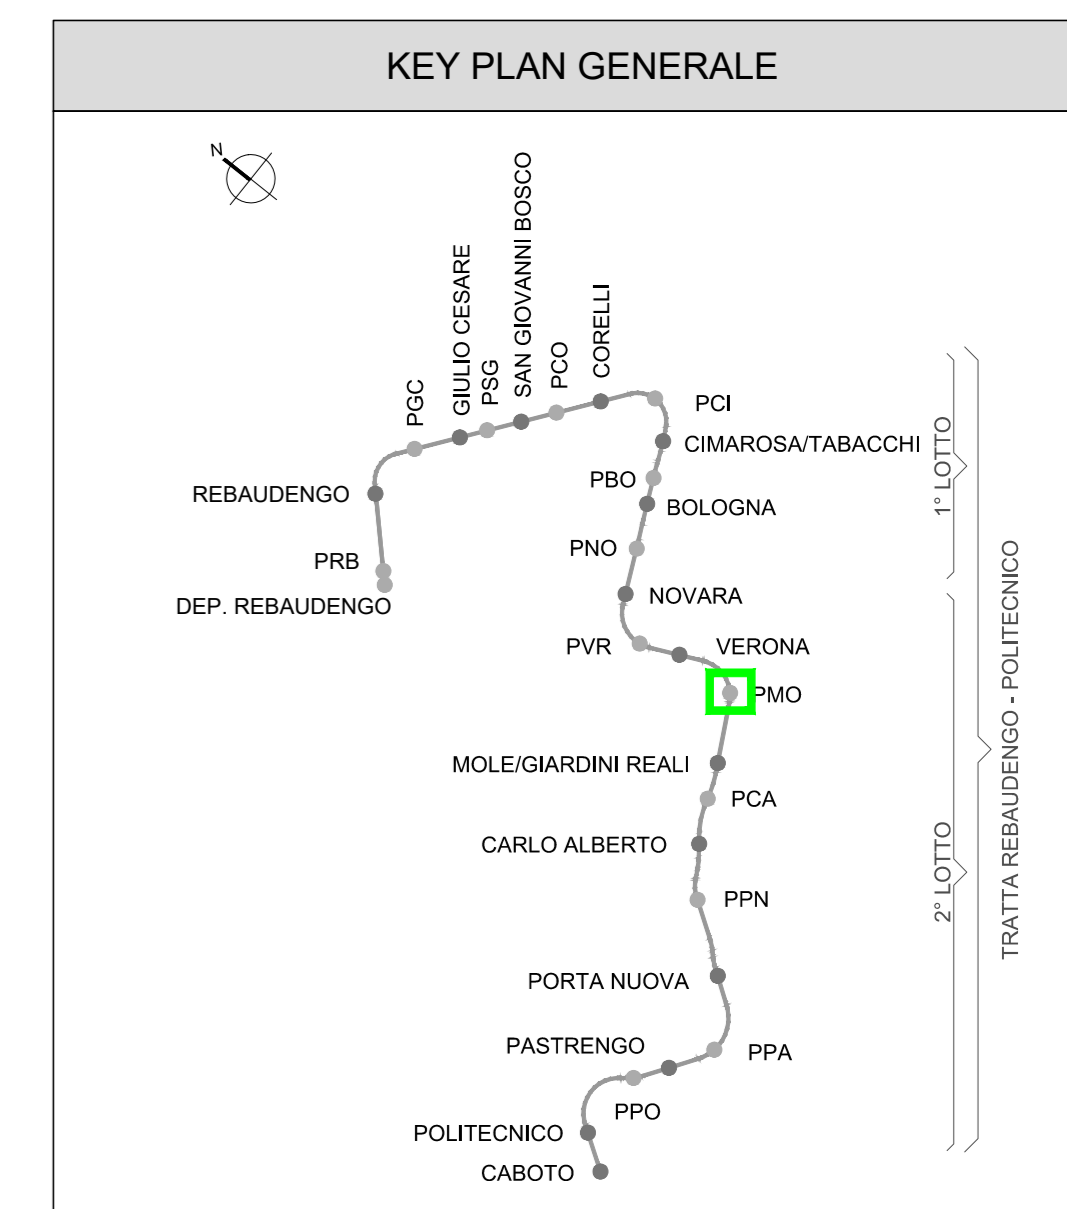 KEY PLAN GENERALE
N
PGC
GIULIO CESARE
PSG
SAN GIOVANNI BOSCO
PCO
CORELLI
PCI
CIMAROSA/TABACCHI
PBO
BOLOGNA
REBAUDENGO
PNO
PRB
DEP. REBAUDENGO
NOVARA
PVR
VERONA
PMO
MOLE/GIARDINI REALI
PCA
CARLO ALBERTO
PPN
PORTA NUOVA
PASTRENGO
PPA
PPO
POLITECNICO
CABOTO
1° LOTTO
2° LOTTO
TRATTA REBAUDENGO - POLITECNICO